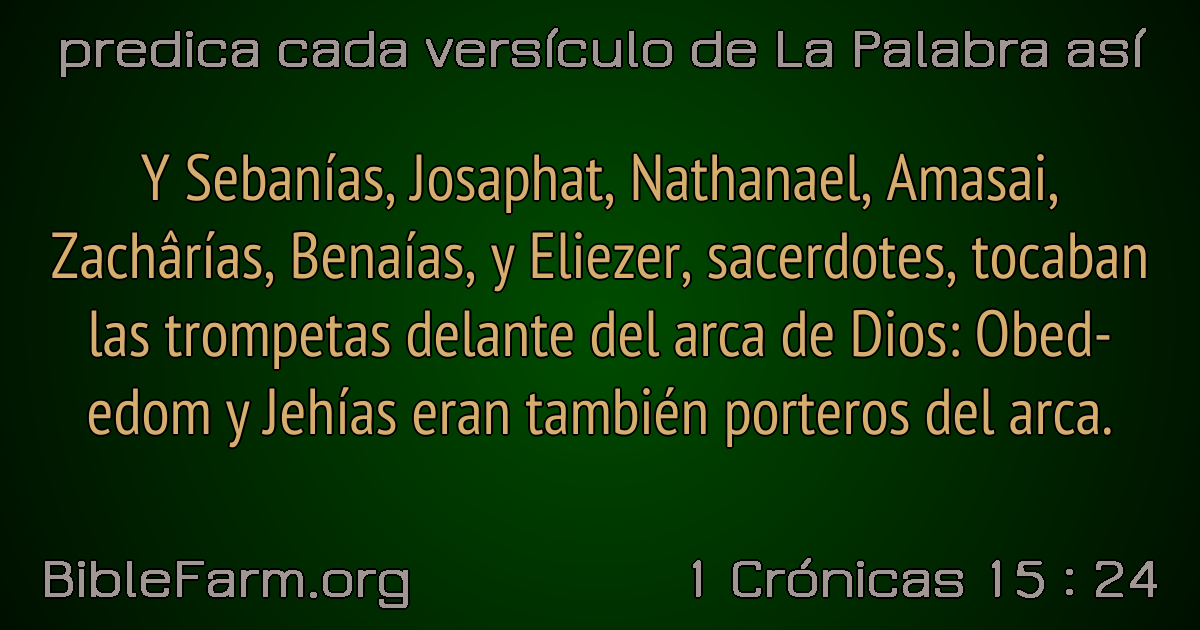 predica cada versículo de La Palabra así
Y Sebanías, Josaphat, Nathanael, Amasai,
Zachârías, Benaías, y Eliezer, sacerdotes, tocaban
las trompetas delante del arca de Dios: Obed-
edom y Jehías eran también porteros del arca.
BibleFarm.org
1 Crónicas 15 : 24